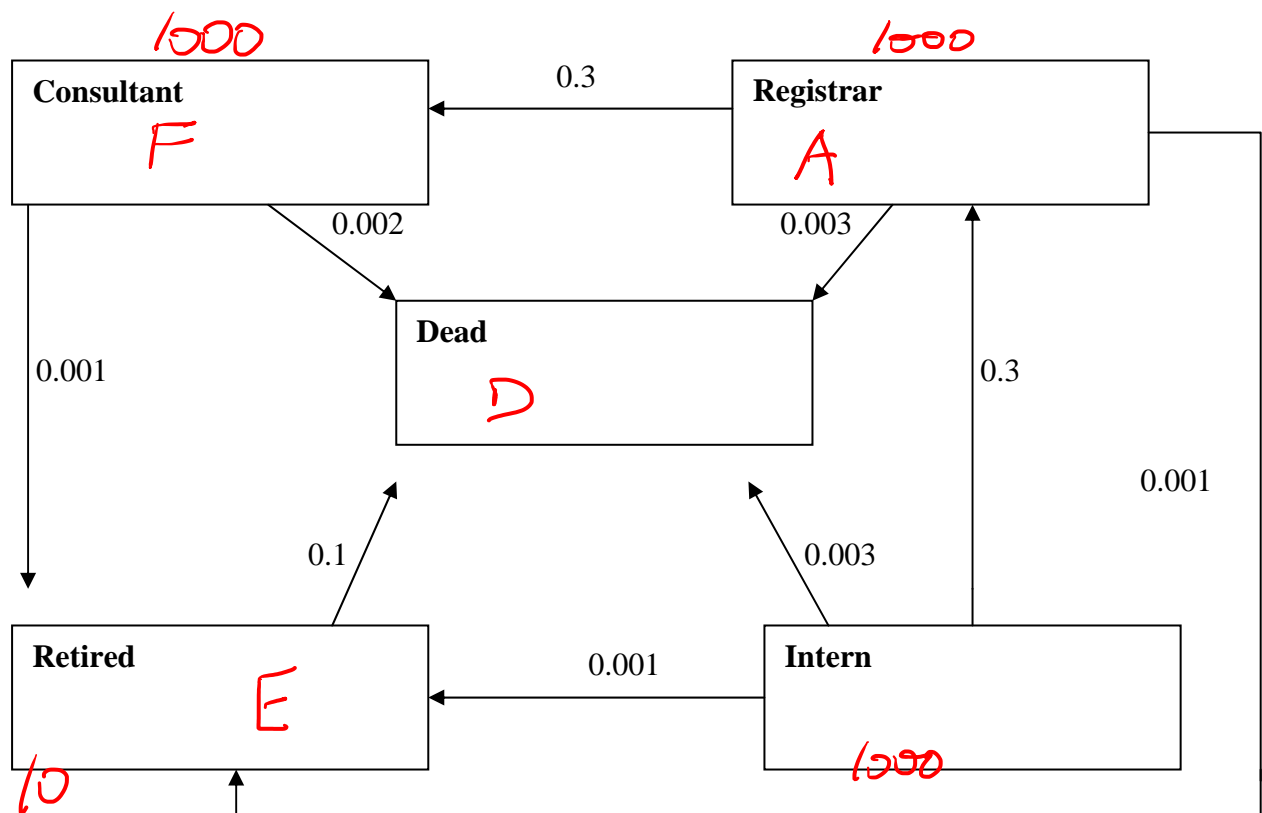 1000
1000
Consultant
0.3
Registrar
F
A
0.002
0.003
Dead
0.001
D
0.3
0.001
0.1
0.003
Retired
0.001
Intern
E
10
1000